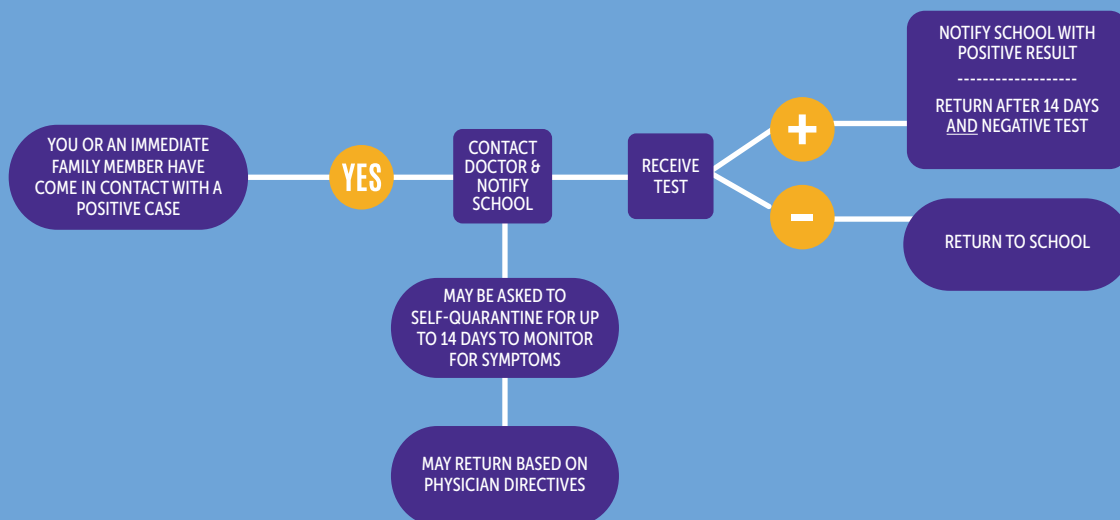 YOU OR AN IMMEDIATE
FAMILY MEMBER HAVE
COME IN CONTACT WITH A
POSITIVE CASE
YES
CONTACT
DOCTOR &
NOTIFY
SCHOOL
RECEIVE
TEST
+
NOTIFY SCHOOL WITH
POSITIVE RESULT
-------------------
RETURN AFTER 14 DAYS
AND NEGATIVE TEST
-
RETURN TO SCHOOL
MAY BE ASKED TO
SELF-QUARANTINE FOR UP
TO 14 DAYS TO MONITOR
FOR SYMPTOMS
MAY RETURN BASED ON
PHYSICIAN DIRECTIVES